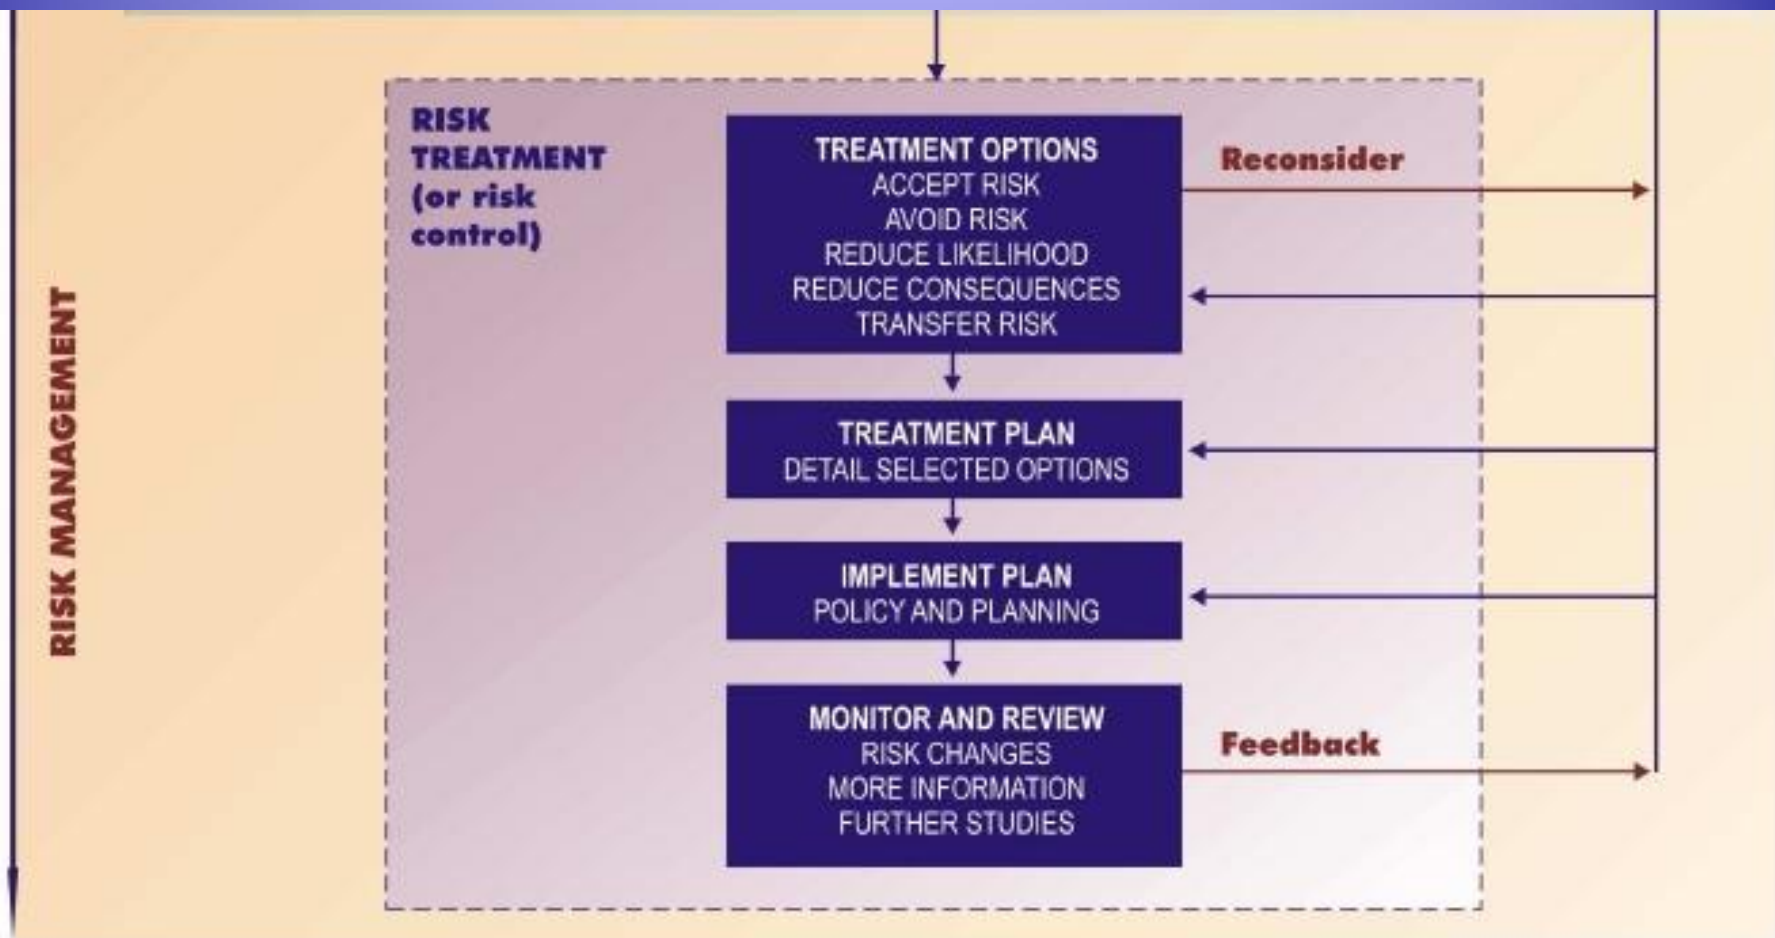 RISK MANAGEMENT
RISK
TREATMENT
(or risk
control)
TREATMENT OPTIONS
ACCEPT RISK
AVOID RISK
REDUCE LIKELIHOOD
REDUCE CONSEQUENCES
TRANSFER RISK
Reconsider
TREATMENT PLAN
DETAIL SELECTED OPTIONS
IMPLEMENT PLAN
POLICY AND PLANNING
MONITOR AND REVIEW
RISK CHANGES
MORE INFORMATION
FURTHER STUDIES
Feedback